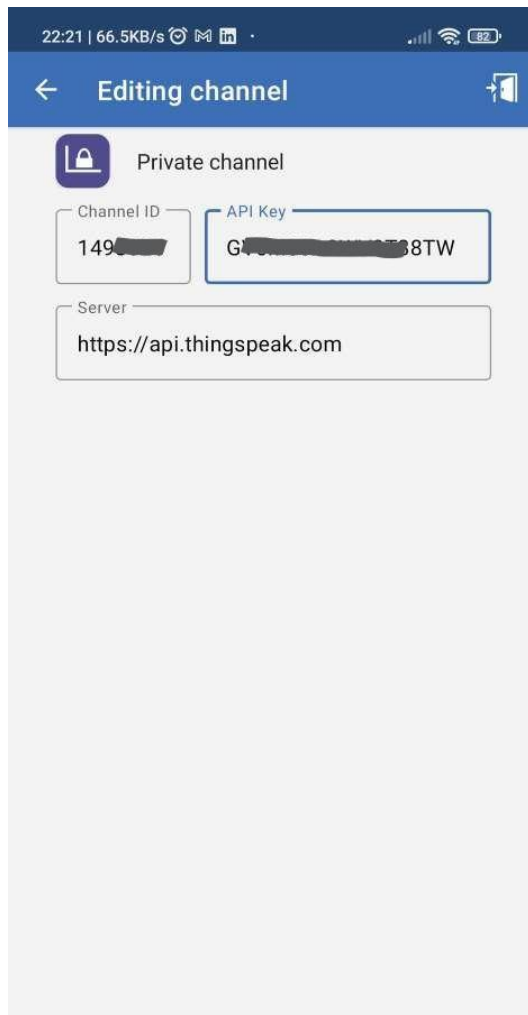 22:21 | 66.5KB/s
82
Editing channel
Private channel
Channel ID
API Key
Server
https://api.thingspeak.com